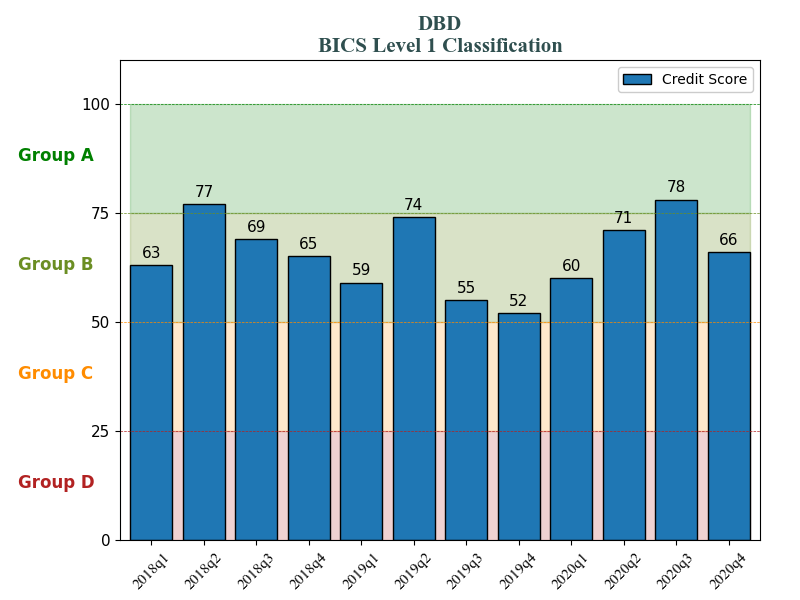 DBD
BICS Level 1 Classification
Credit Score
100
Group A
78
77
74
75
71
69
66
65
63
Group B
60
59
55
52
50
Group C
25
Group D
0
2018q1 2018q2 2018q3 2018q4 2019q1 2019q2 2019q3 2019q4 2020q1 2020q2 2020q3 2020q4